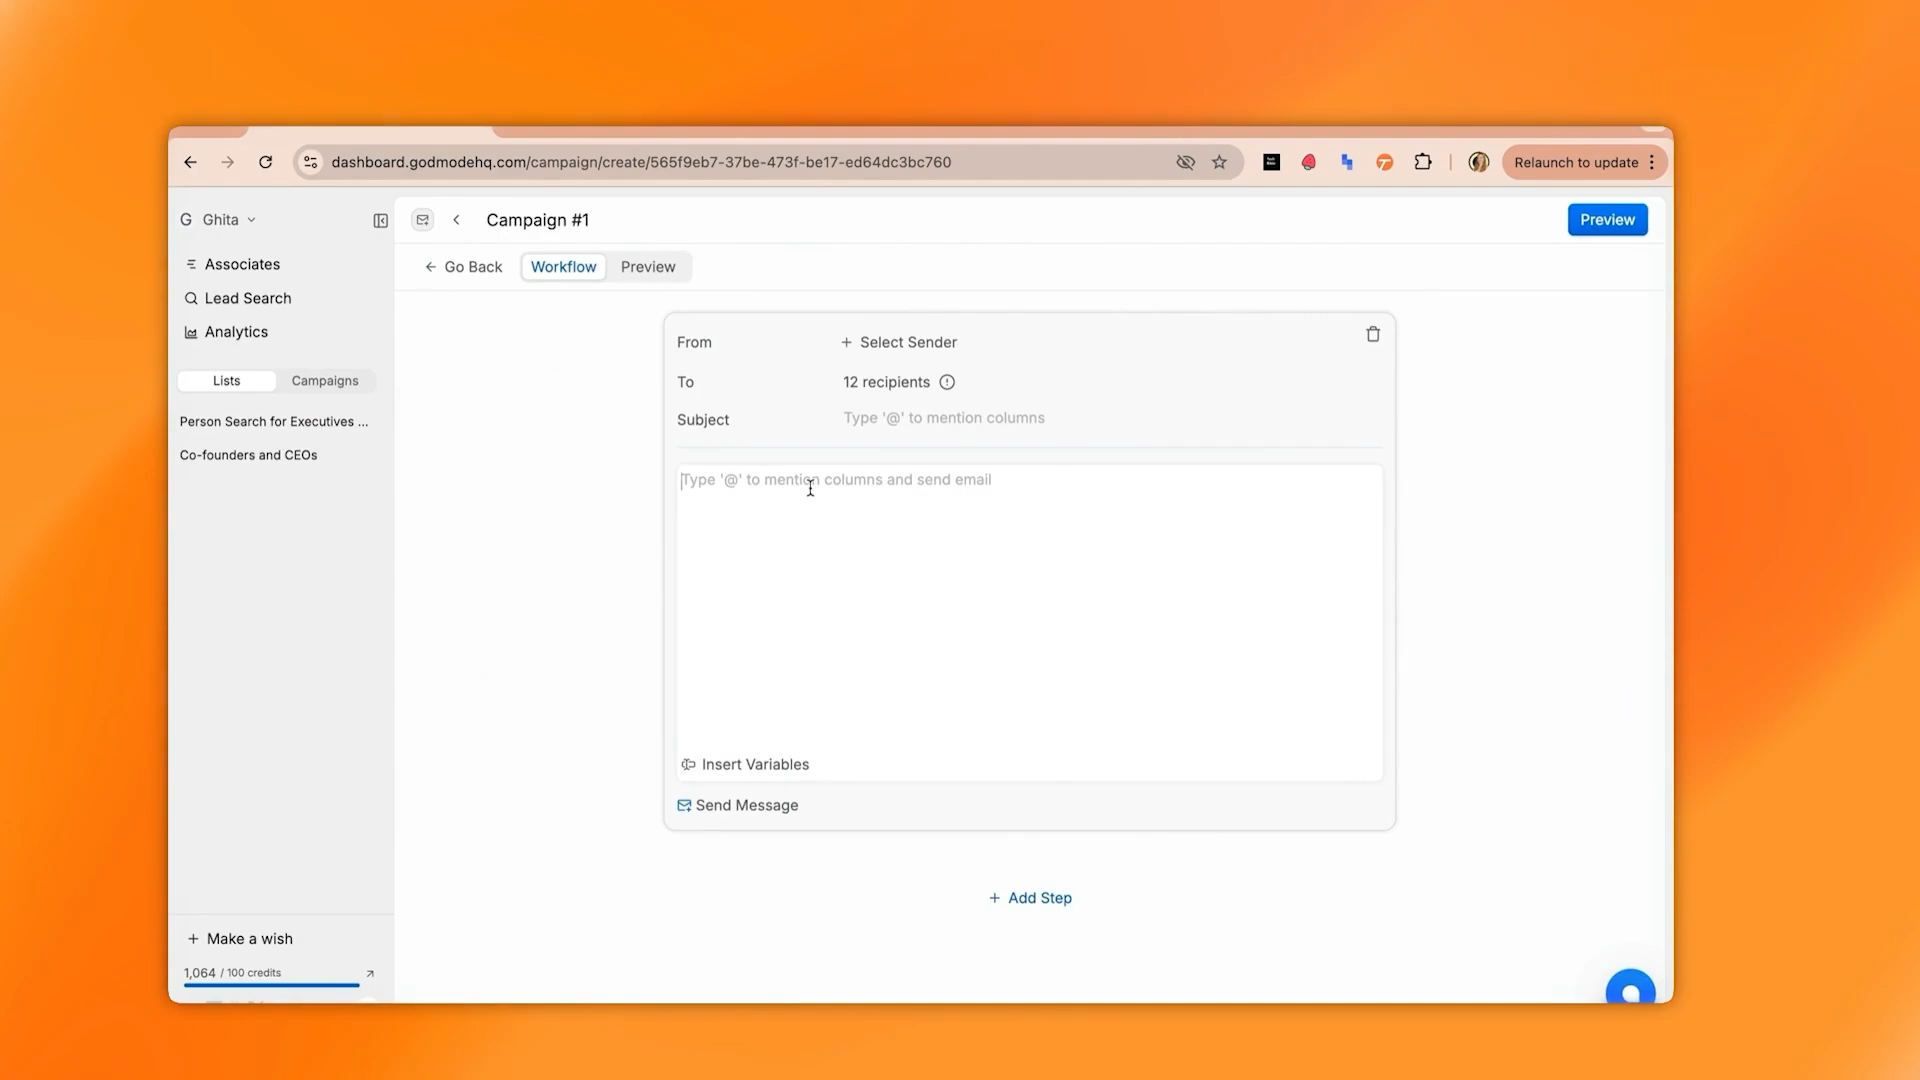 dashboard.godmodehq.com/campaign/create/565f9eb7-37be-473f-be17-ed64dc3bc760
Relaunch to update
G Ghita
Campaign #1
Preview
Associates
Lead Search
Analytics
Go Back
Workflow
Preview
Lists
Campaigns
Person Search for Executives ...
Co-founders and CEOs
From
+ Select Sender
To
12 recipients
Subject
Type '@' to mention columns
Type '@' to mention columns and send email
Insert Variables
Send Message
+ Add Step
+ Make a wish
1,064 / 100 credits